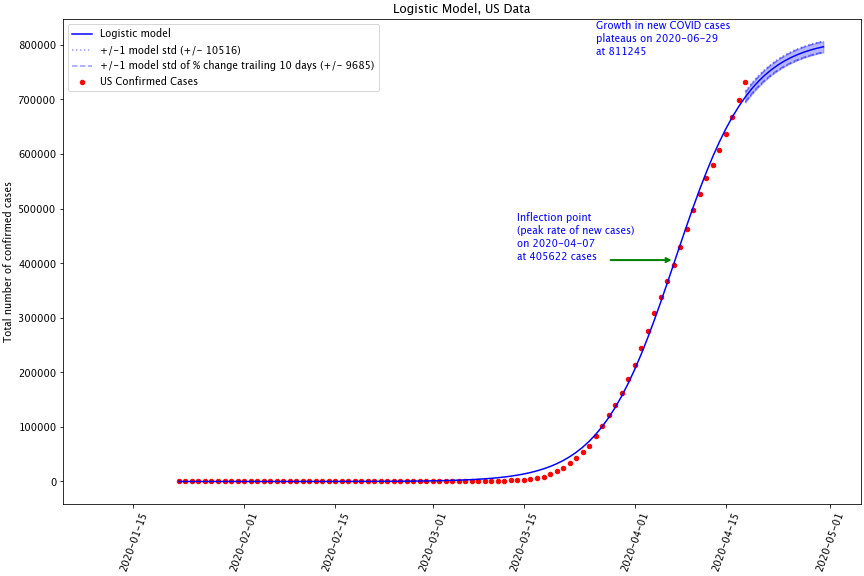 Logistic Model, US Data
Logistic model
+/-1 model std (+/- 10516)
+/-1 model std of % change trailing 10 days (+/- 9685)
US Confirmed Cases
Growth in new COVID cases
plateaus on 2020-06-29
at 811245
Inflection point
(peak rate of new cases)
on 2020-04-07
at 405622 cases
Total number of confirmed cases
800000
700000
600000
500000
400000
300000
200000
100000
0
2020-01-15
2020-02-01
2020-02-15
2020-03-01
2020-03-15
2020-04-01
2020-04-15
2020-05-01